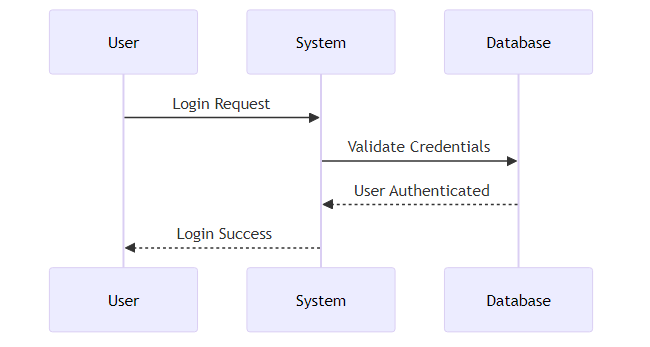 User
System
Database
Login Request
Validate Credentials
User Authenticated
Login Success
User
System
Database